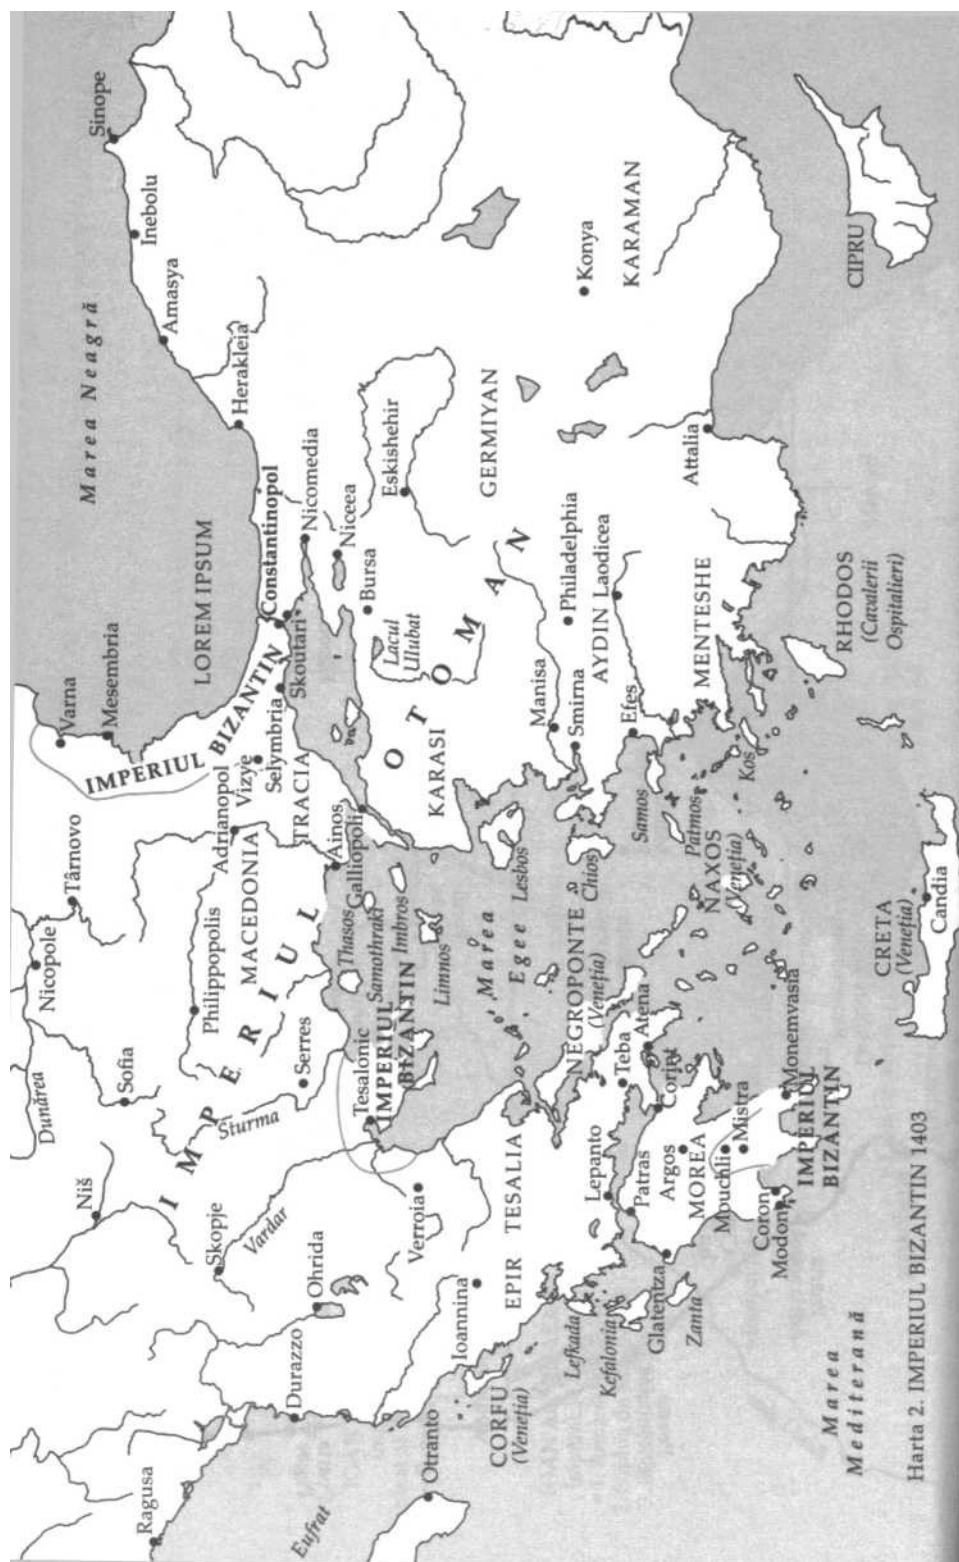 Marea Neagră
Sinope
Inebolu
Amasya
Herakleia
LOREM IPSUM
Varna
Mesembria
Constantinopol
Skoutari
Nicomedia
Niceea
Bursa
Eskishehir
Lacul
Ulubat
GERMIYAN
Konya
KARAMAN
CIPRU
Attalia
Philadelphia
Laodicea
AYDIN
MENTESHE
Manisa
Smirna
Efes
KARASI
OTOMAN
IMPERIUL BIZANTIN
Selymbria
Vizye
Adrianopol
TRACIA
Ainos
Galliopoli
MACEDONIA
Philippopolis
Târnovo
Nicopole
Dunărea
Sofia
Niš
IMPERIUL
Serres
Sturma
Skopje
Vardar
Ohrida
Durazzo
Ragusa
Eufrat
Otranto
Tesalonic
IMPERIUL
BIZANTIN
Verroia
Ioannina
EPIR
TESALIA
CORFU
(Veneția)
Thasos
Samothraki
Imbros
Limnos
Marea
Egee
Lesbos
Chios
Samos
Patmos
Kos
NAXOS
(Veneția)
RHODOS
(Cavalerii
Ospitalieri)
NEGROPONTE
(Veneția)
Teba
Atena
Corint
Lepanto
Patras
Argos
MOREA
Mouchli
Mistra
Monemvasia
IMPERIUL
BIZANTIN
Coron
Modon
Glatentza
Zanta
Lefkada
Kefalonia
CRETA
(Veneția)
Candia
Marea
Mediterană
Harta 2. IMPERIUL BIZANTIN 1403